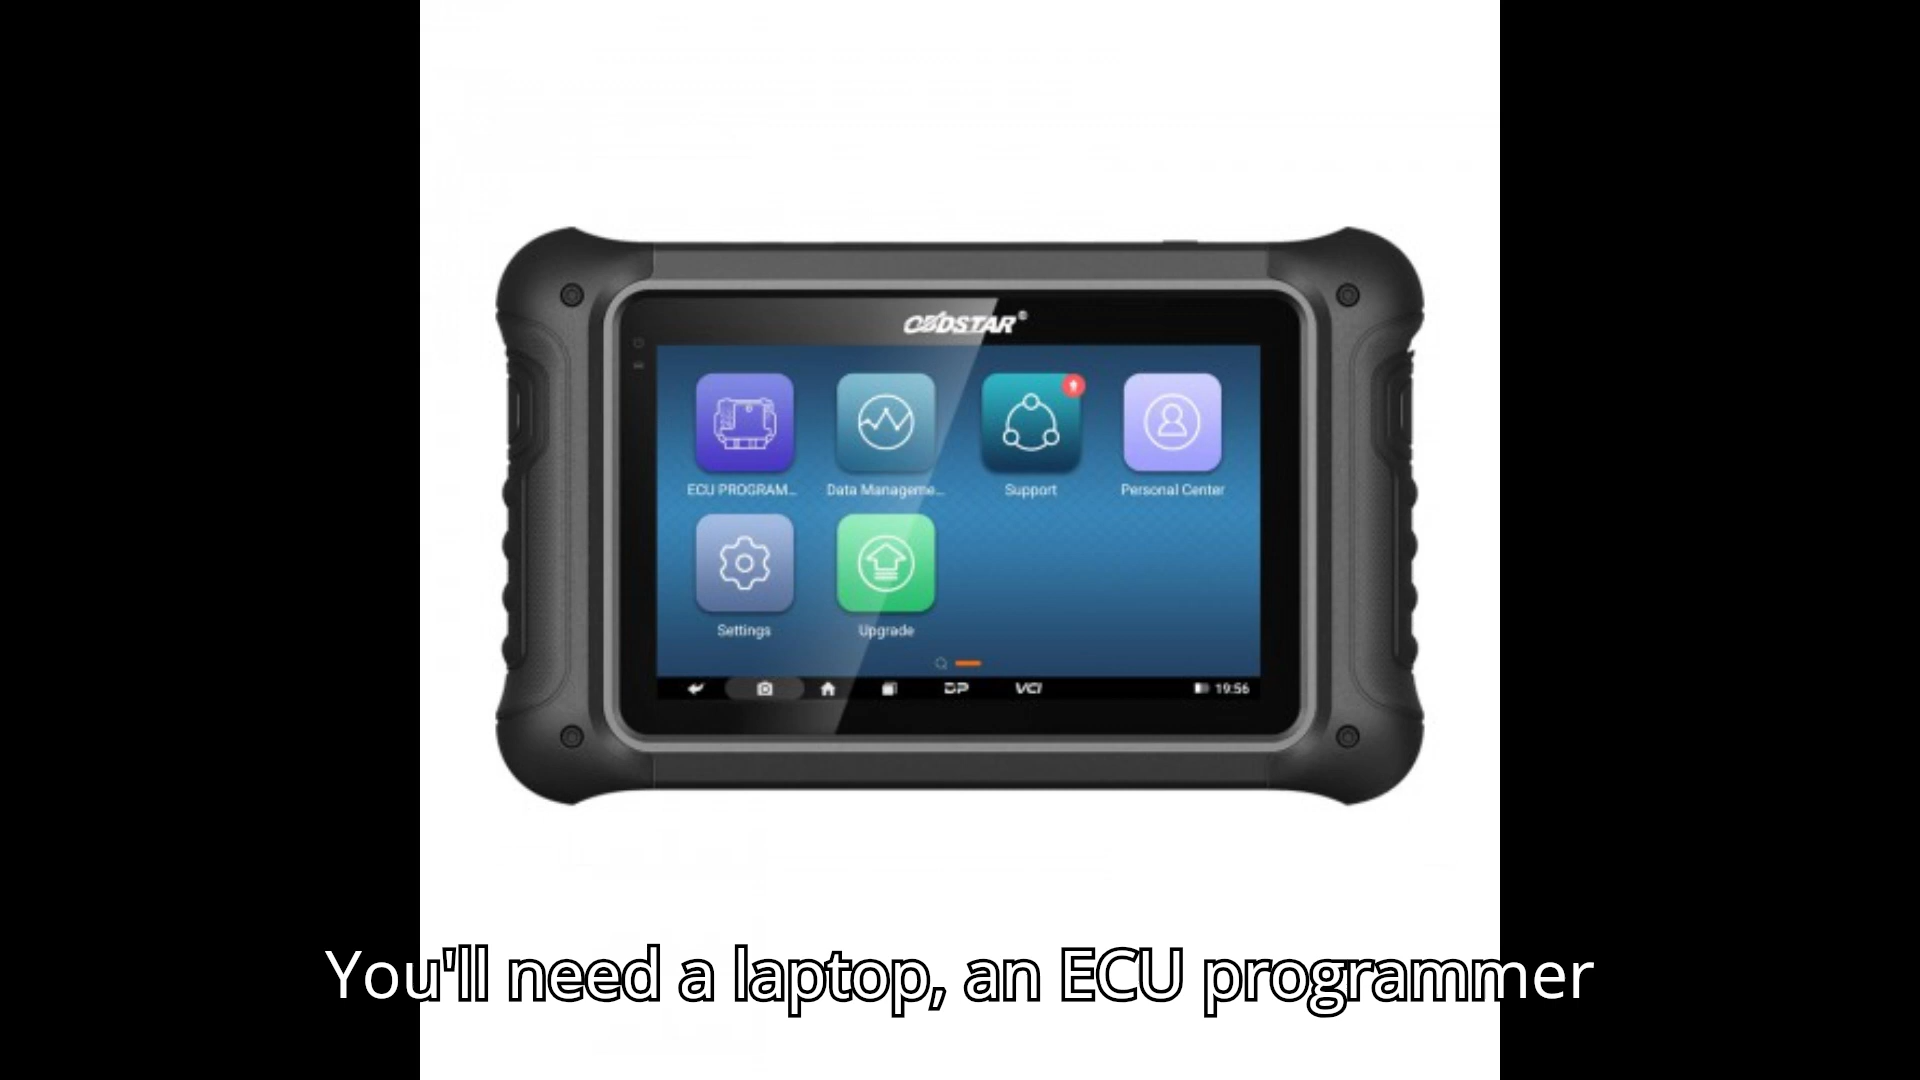 OBDSTAR®
ECU PROGRAM...
Data Manageme...
Support
Personal Center
Settings
Upgrade
DP
VCI
19:56
You'll need a laptop, an ECU programmer